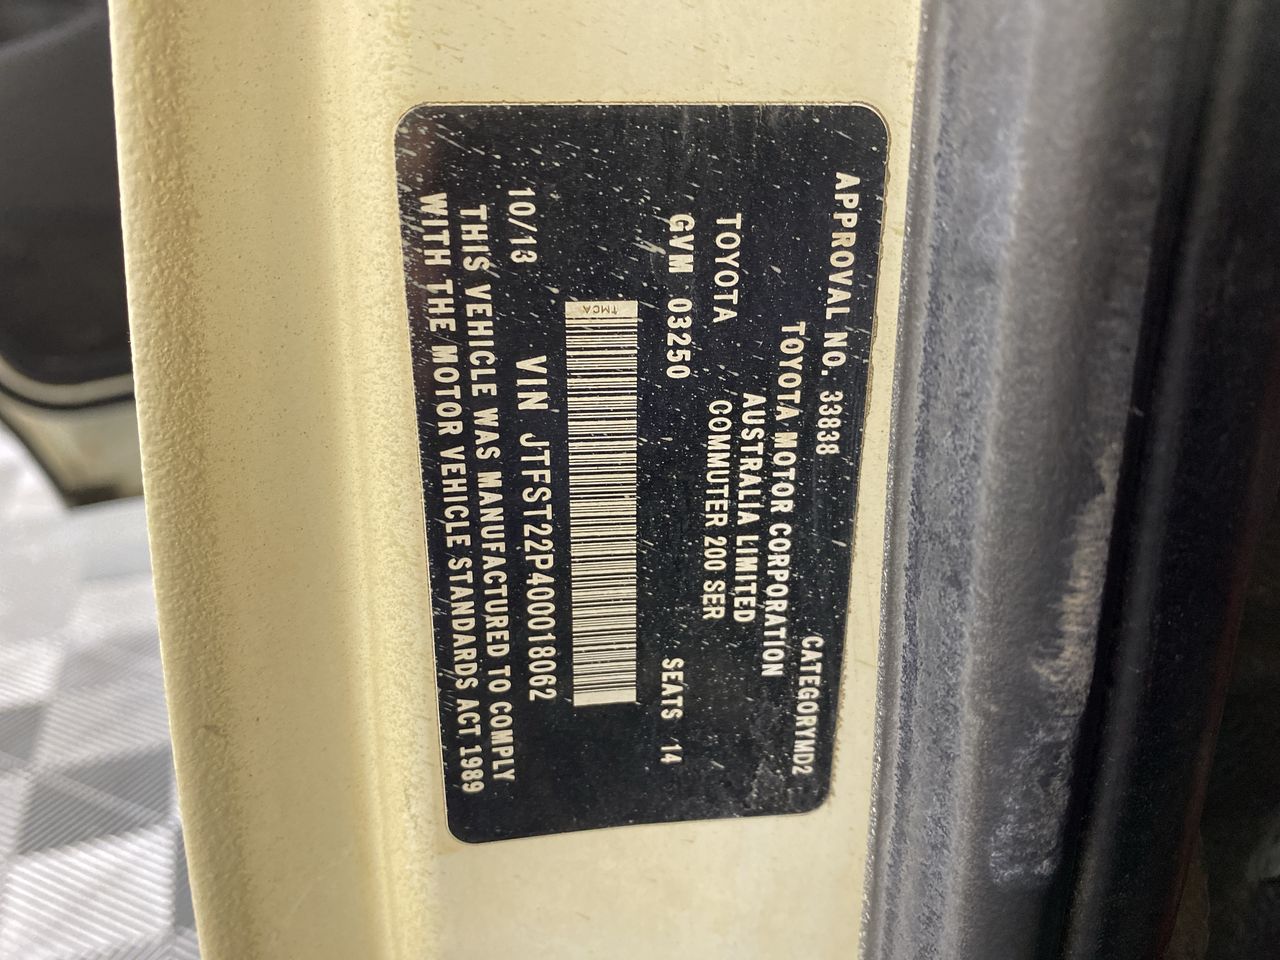 APPROVAL NO. 33838 CATEGORYMD2
TOYOTA MOTOR CORPORATION
AUSTRALIA LIMITED
TOYOTA COMMUTER 200 SER
GVM 03250 SEATS 14
TMCA
10/13 VIN JTFST22P400018062
THIS VEHICLE WAS MANUFACTURED TO COMPLY
WITH THE MOTOR VEHICLE STANDARDS ACT 1989